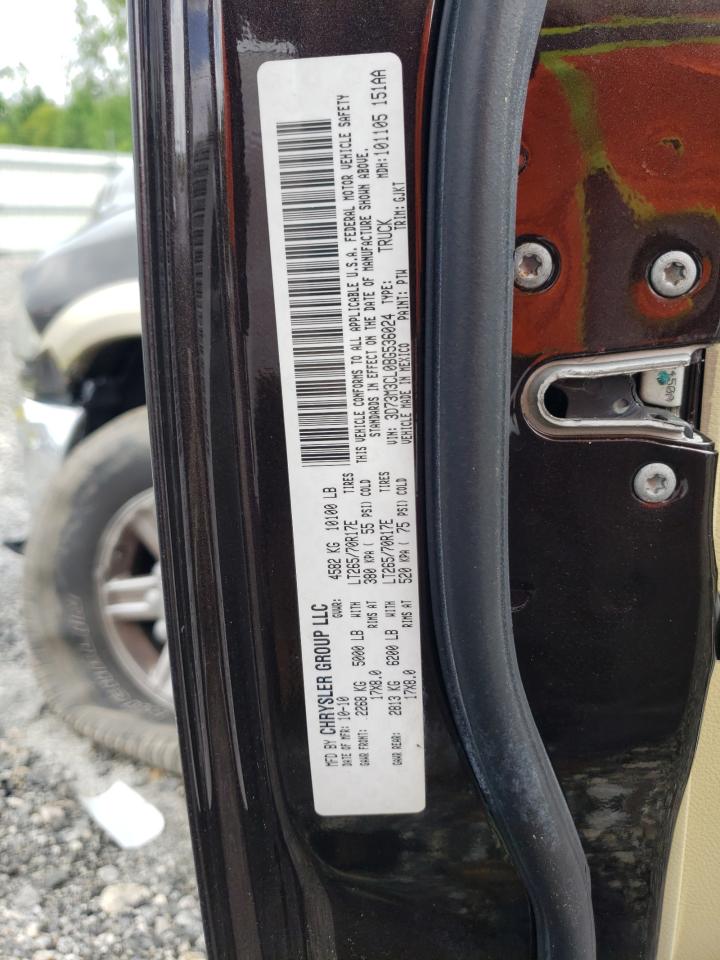 MFD BY CHRYSLER GROUP LLC
DATE OF MFR: 10-10 GVWR: 4582 KG 10100 LB
GAWR FRONT: 2268 KG 5000 LB WITH LT265/70R17E TIRES
17X8.0 RIMS AT 380 KPA ( 55 PSI) COLD
GAWR REAR: 2813 KG 6200 LB WITH LT265/70R17E TIRES
17X8.0 RIMS AT 520 KPA ( 75 PSI) COLD
THIS VEHICLE CONFORMS TO ALL APPLICABLE U.S.A. FEDERAL MOTOR VEHICLE SAFETY
STANDARDS IN EFFECT ON THE DATE OF MANUFACTURE SHOWN ABOVE.
VIN: 3D73M3CL0BG536024 TYPE: TRUCK MDH: 101105 151AA
VEHICLE MADE IN MEXICO PAINT: PTW TRIM: GJKT